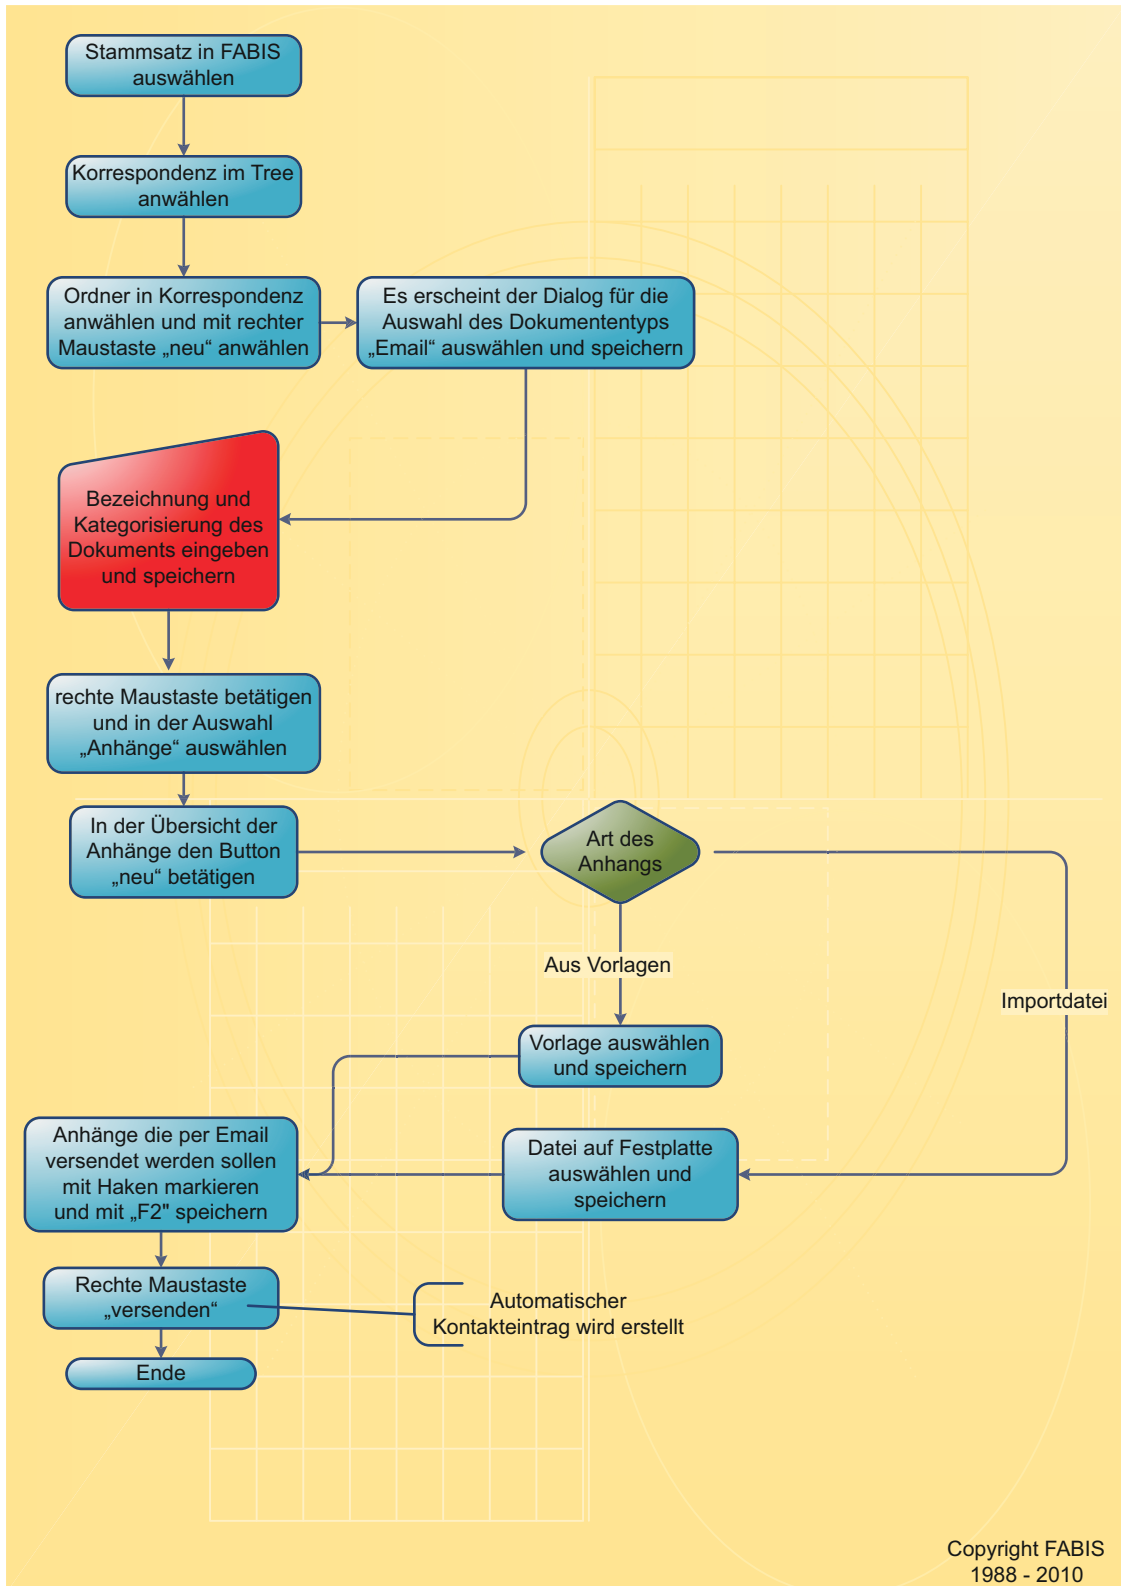 Stammsatz in FABIS
auswählen
Korrespondenz im Tree
anwählen
Ordner in Korrespondenz
anwählen und mit rechter
Maustaste „neu“ anwählen
Es erscheint der Dialog für die
Auswahl des Dokumententyps
„Email“ auswählen und speichern
Bezeichnung und
Kategorisierung des
Dokuments eingeben
und speichern
rechte Maustaste betätigen
und in der Auswahl
„Anhänge“ auswählen
In der Übersicht der
Anhänge den Button
„neu“ betätigen
Art des
Anhangs
Aus Vorlagen
Importdatei
Vorlage auswählen
und speichern
Datei auf Festplatte
auswählen und
speichern
Anhänge die per Email
versendet werden sollen
mit Haken markieren
und mit „F2" speichern
Rechte Maustaste
„versenden“
Automatischer
Kontakteintrag wird erstellt
Ende
Copyright FABIS
1988 - 2010